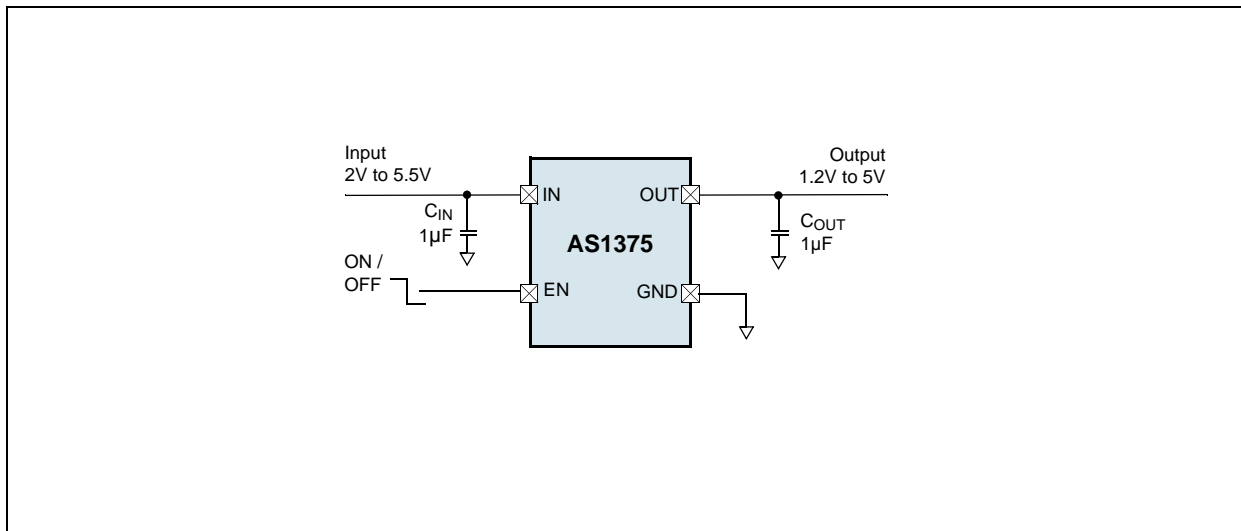 Input
2V to 5.5V
Output
1.2V to 5V
IN
OUT
CIN
1µF
COUT
1µF
AS1375
ON /
OFF
EN
GND